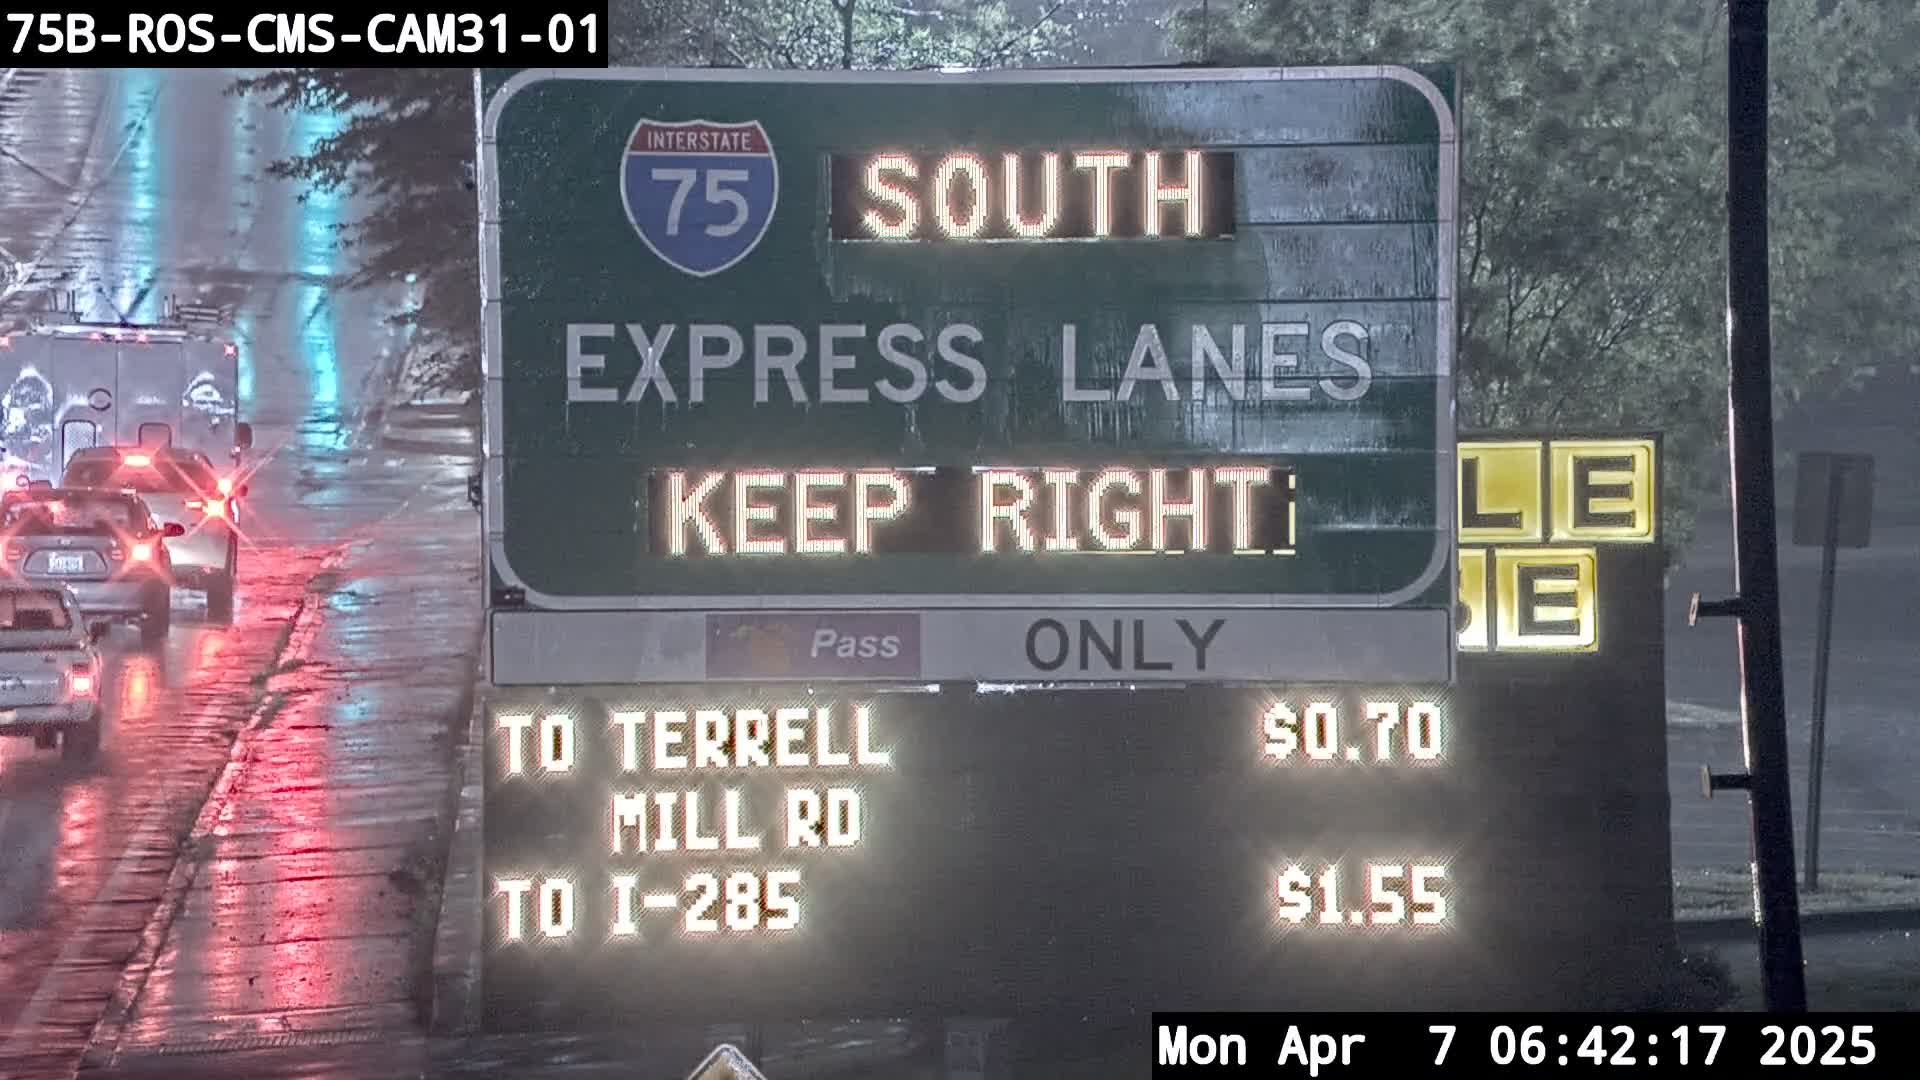 75B-ROS-CMS-CAM31-01
INTERSTATE
75
SOUTH
EXPRESS LANES
KEEP RIGHT
Pass ONLY
TO TERRELL $0.70
MILL RD
TO I-285 $1.55
LE
E
Mon Apr 7 06:42:17 2025